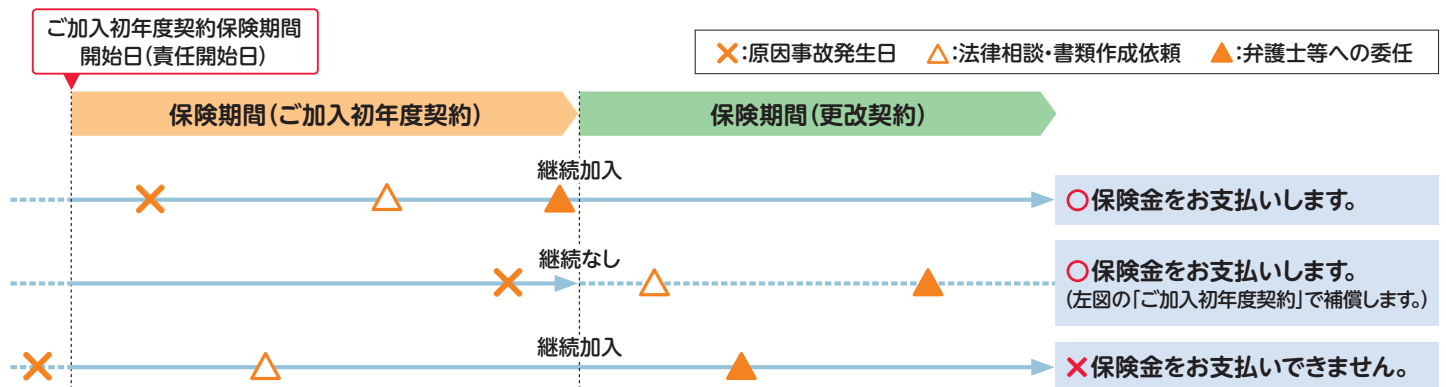 ご加入初年度契約保険期間
開始日(責任開始日)
×:原因事故発生日 △:法律相談・書類作成依頼 ▲:弁護士等への委任
保険期間(ご加入初年度契約) 保険期間(更改契約)
継続加入
○保険金をお支払いします。
継続なし
○保険金をお支払いします。
(左図の「ご加入初年度契約」で補償します。)
継続加入
×保険金をお支払いできません。